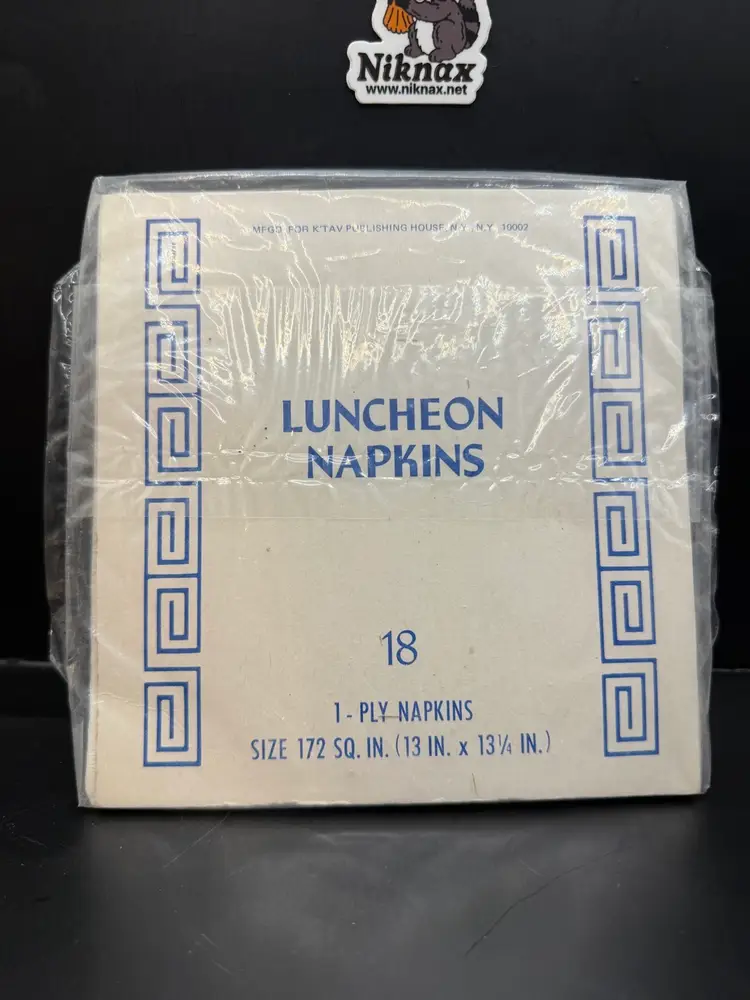 Niknax
www.niknax.net
MFGD. FOR K'TAV PUBLISHING HOUSE, N.Y., N.Y. 10002
LUNCHEON
NAPKINS
18
1-PLY NAPKINS
SIZE 172 SQ. IN. (13 IN. x 13¼ IN.)